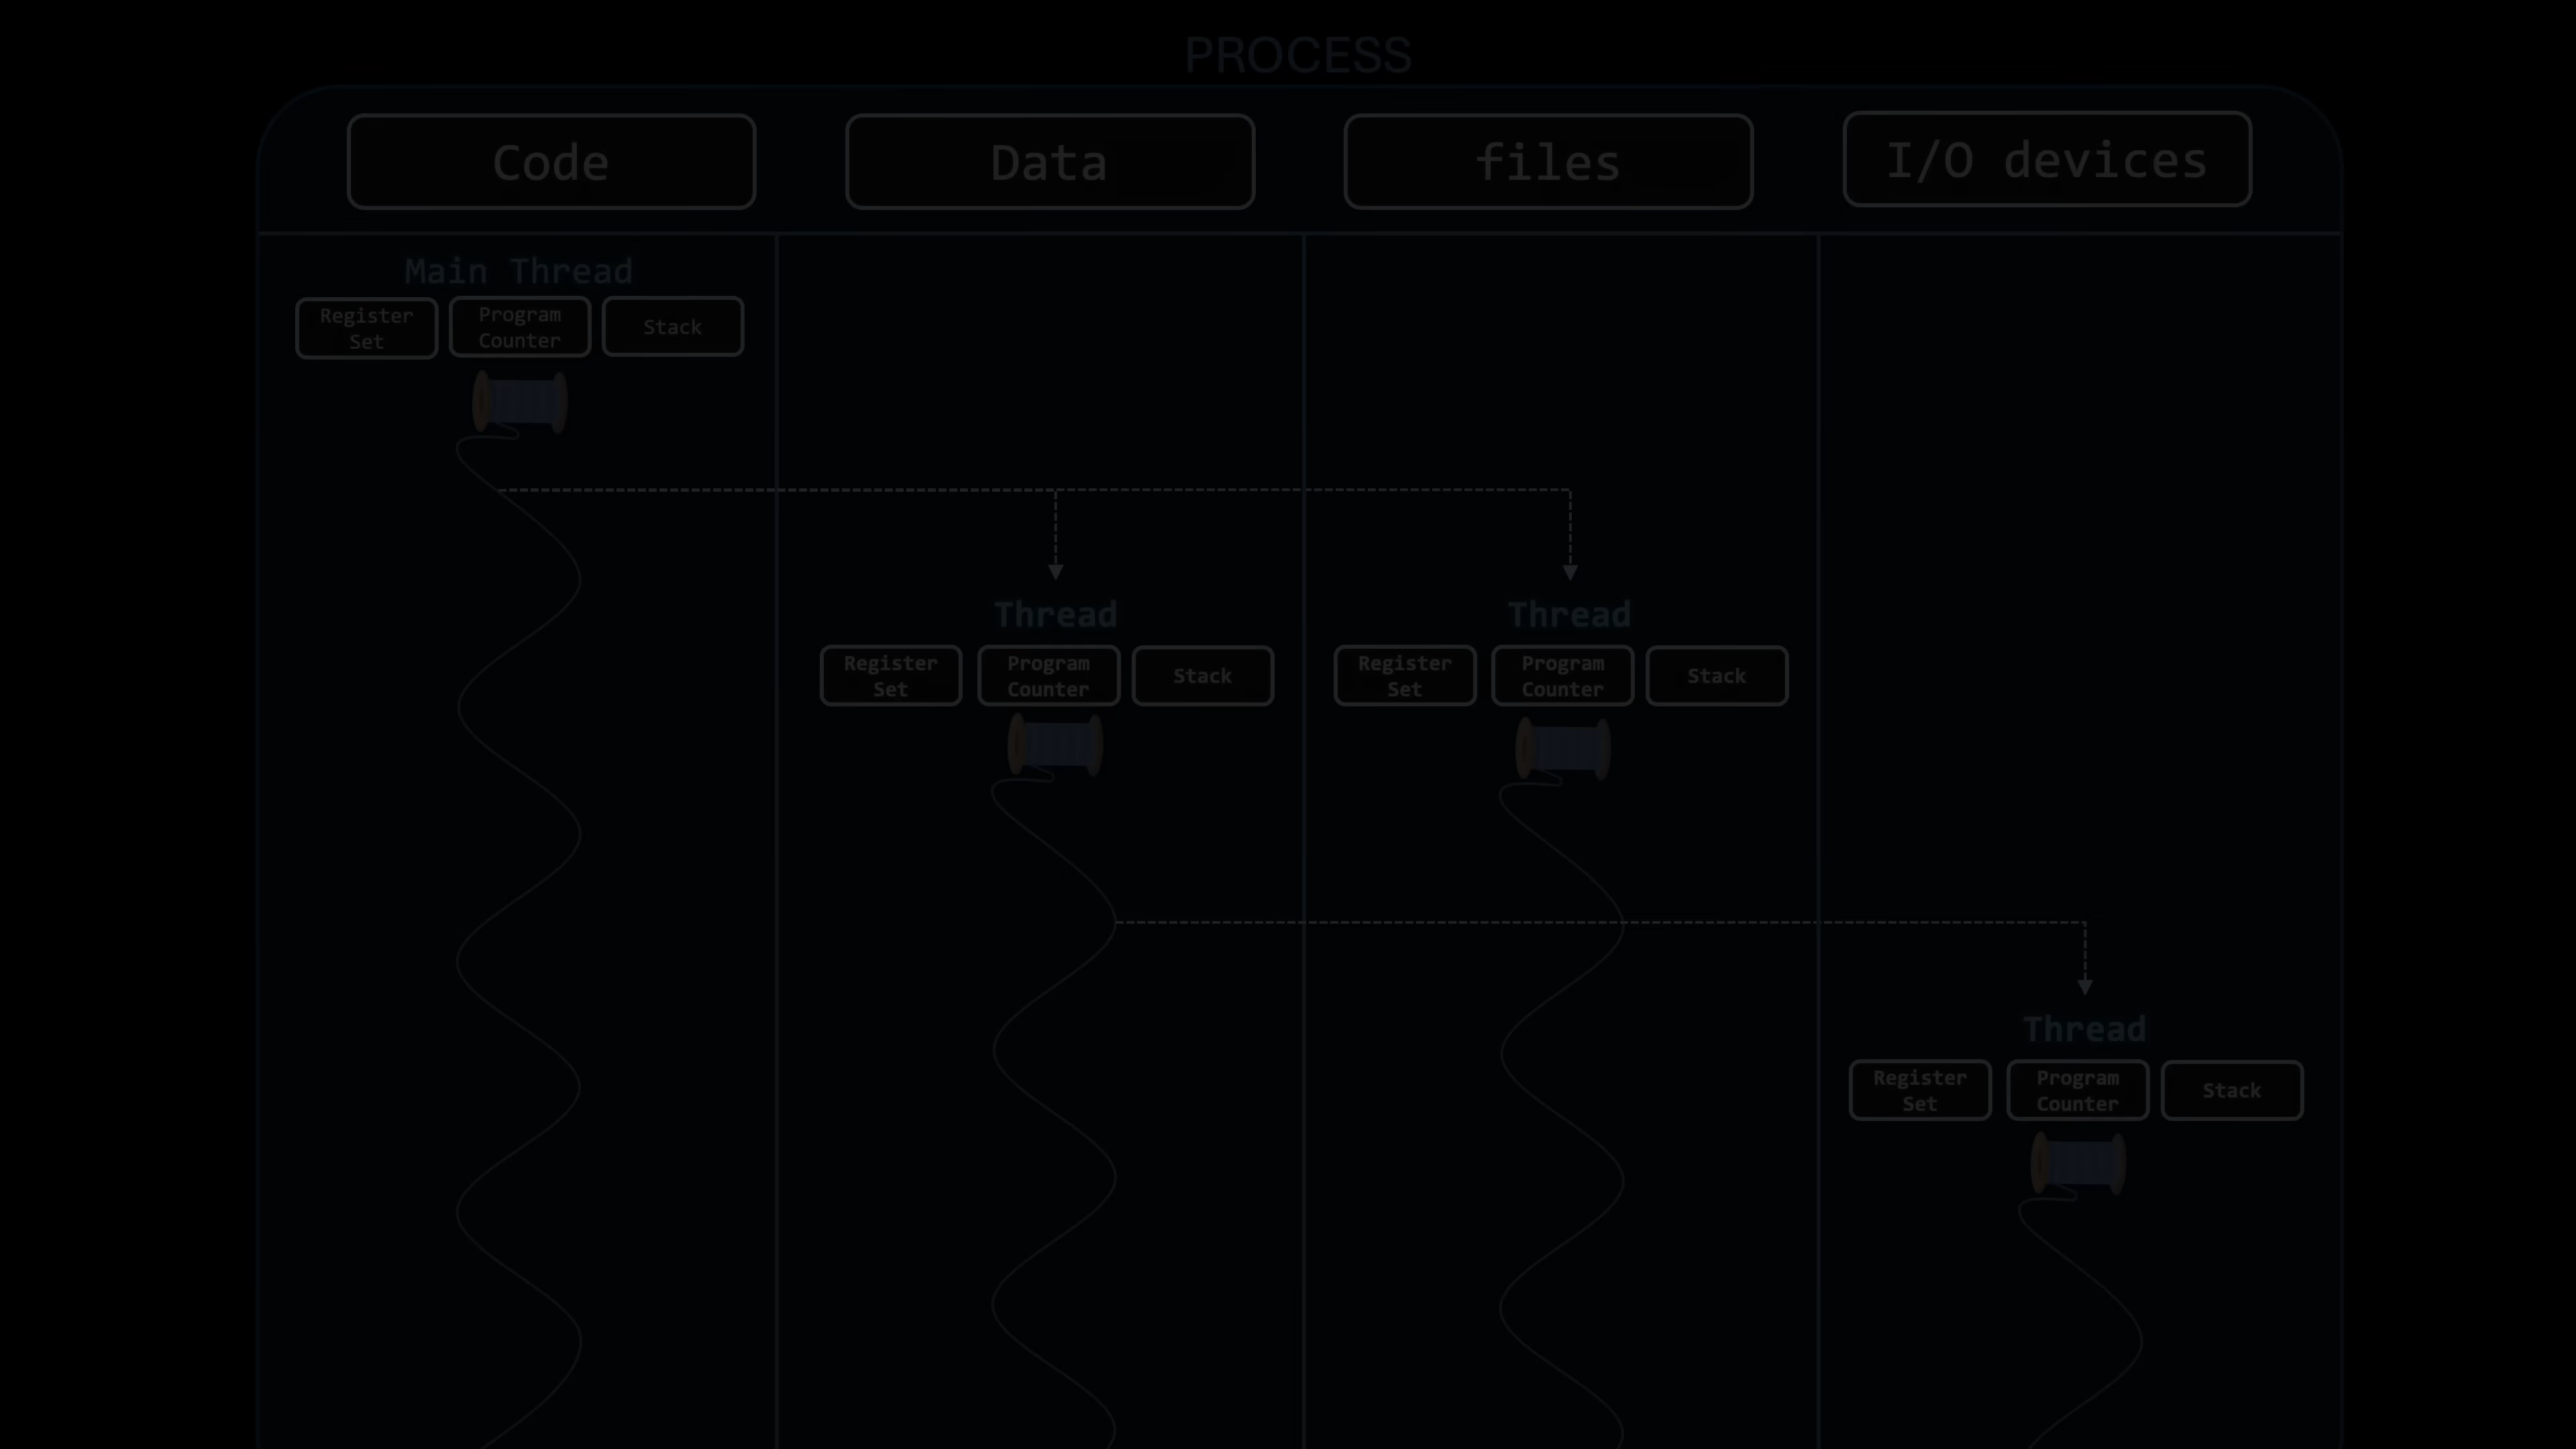 PROCESS
Code
Data
files
I/O devices
Main Thread
Register
Set
Program
Counter
Stack
Thread
Register
Set
Program
Counter
Stack
Thread
Register
Set
Program
Counter
Stack
Thread
Register
Set
Program
Counter
Stack